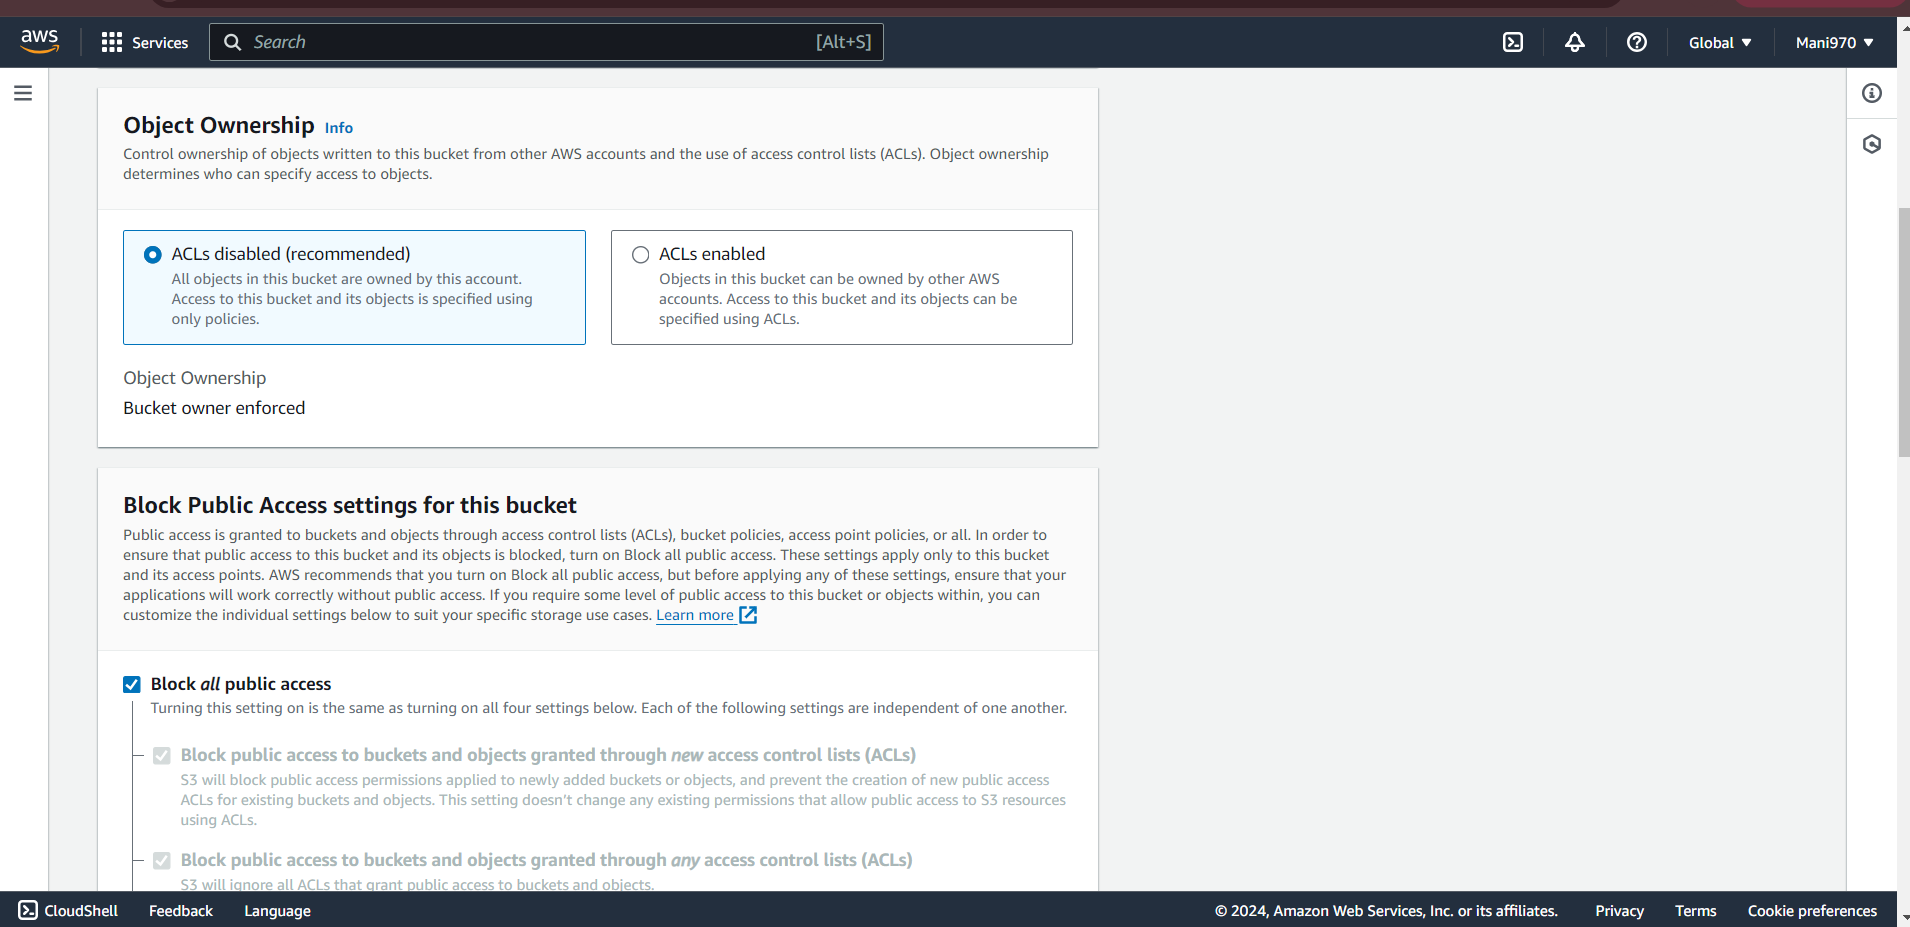 aws
Services
Search
[Alt+S]
Global
Mani970
Object Ownership Info
Control ownership of objects written to this bucket from other AWS accounts and the use of access control lists (ACLs). Object ownership
determines who can specify access to objects.
ACLs disabled (recommended)
All objects in this bucket are owned by this account.
Access to this bucket and its objects is specified using
only policies.
ACLs enabled
Objects in this bucket can be owned by other AWS
accounts. Access to this bucket and its objects can be
specified using ACLs.
Object Ownership
Bucket owner enforced
Block Public Access settings for this bucket
Public access is granted to buckets and objects through access control lists (ACLs), bucket policies, access point policies, or all. In order to
ensure that public access to this bucket and its objects is blocked, turn on Block all public access. These settings apply only to this bucket
and its access points. AWS recommends that you turn on Block all public access, but before applying any of these settings, ensure that your
applications will work correctly without public access. If you require some level of public access to this bucket or objects within, you can
customize the individual settings below to suit your specific storage use cases. Learn more
Block all public access
Turning this setting on is the same as turning on all four settings below. Each of the following settings are independent of one another.
Block public access to buckets and objects granted through new access control lists (ACLs)
S3 will block public access permissions applied to newly added buckets or objects, and prevent the creation of new public access
ACLs for existing buckets and objects. This setting doesn't change any existing permissions that allow public access to S3 resources
using ACLs.
Block public access to buckets and objects granted through any access control lists (ACLs)
S3 will ignore all ACLs that grant public access to buckets and objects.
CloudShell
Feedback
Language
© 2024, Amazon Web Services, Inc. or its affiliates.
Privacy
Terms
Cookie preferences